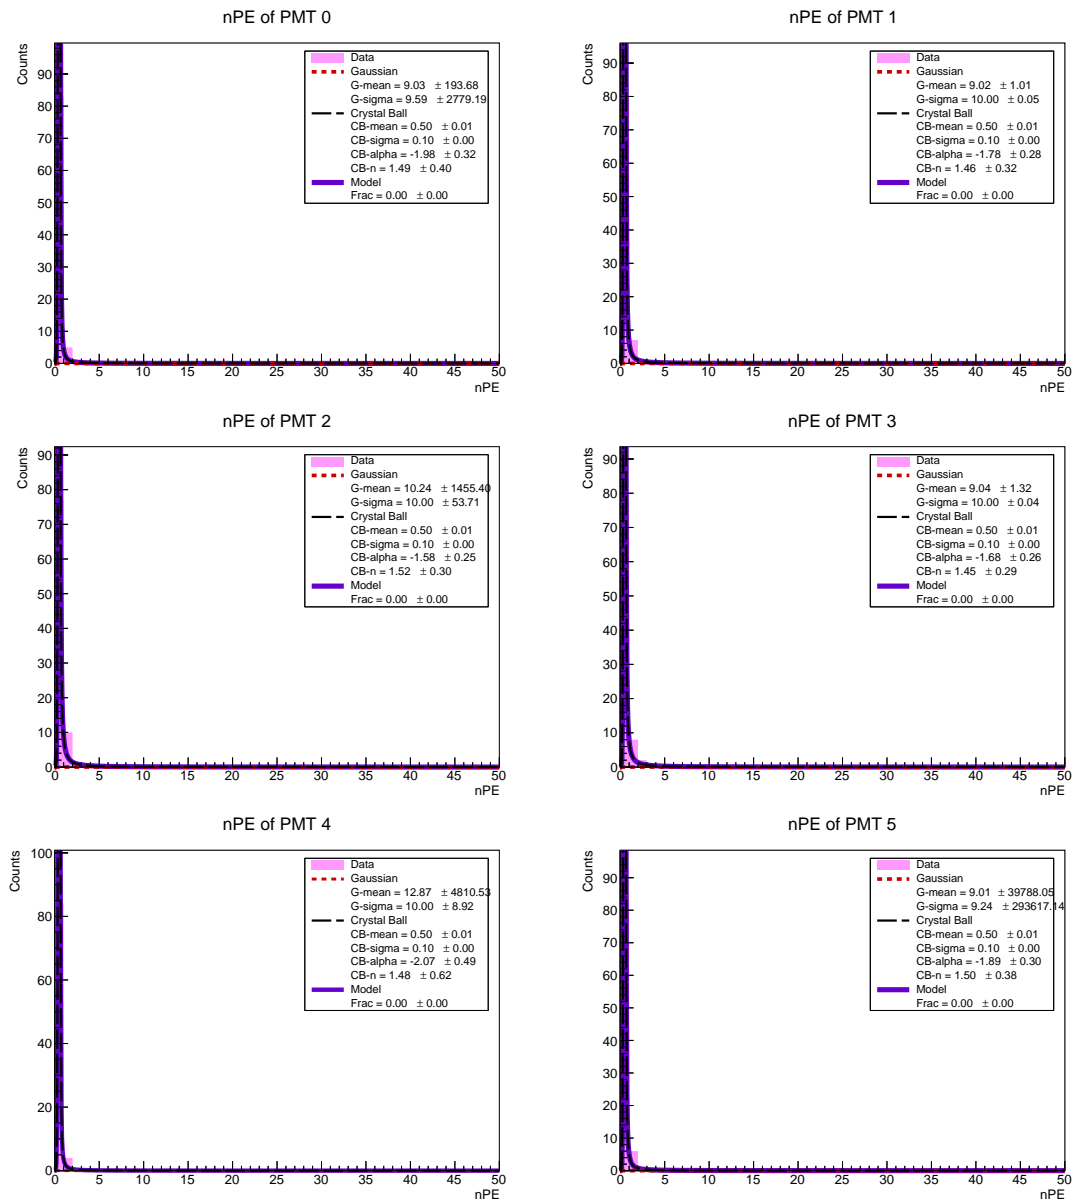 nPE of PMT 0
Counts
90
80
70
60
50
40
30
20
10
0
0 5 10 15 20 25 30 35 40 45 50
nPE
Data
Gaussian
G-mean = 9.03 ± 193.68
G-sigma = 9.59 ± 2779.19
Crystal Ball
CB-mean = 0.50 ± 0.01
CB-sigma = 0.10 ± 0.00
CB-alpha = -1.98 ± 0.32
CB-n = 1.49 ± 0.40
Model
Frac = 0.00 ± 0.00
nPE of PMT 1
Counts
90
80
70
60
50
40
30
20
10
0
0 5 10 15 20 25 30 35 40 45 50
nPE
Data
Gaussian
G-mean = 9.02 ± 1.01
G-sigma = 10.00 ± 0.05
Crystal Ball
CB-mean = 0.50 ± 0.01
CB-sigma = 0.10 ± 0.00
CB-alpha = -1.78 ± 0.28
CB-n = 1.46 ± 0.32
Model
Frac = 0.00 ± 0.00
nPE of PMT 2
Counts
90
80
70
60
50
40
30
20
10
0
0 5 10 15 20 25 30 35 40 45 50
nPE
Data
Gaussian
G-mean = 10.24 ± 1455.40
G-sigma = 10.00 ± 53.71
Crystal Ball
CB-mean = 0.50 ± 0.01
CB-sigma = 0.10 ± 0.00
CB-alpha = -1.58 ± 0.25
CB-n = 1.52 ± 0.30
Model
Frac = 0.00 ± 0.00
nPE of PMT 3
Counts
90
80
70
60
50
40
30
20
10
0
0 5 10 15 20 25 30 35 40 45 50
nPE
Data
Gaussian
G-mean = 9.04 ± 1.32
G-sigma = 10.00 ± 0.04
Crystal Ball
CB-mean = 0.50 ± 0.01
CB-sigma = 0.10 ± 0.00
CB-alpha = -1.68 ± 0.26
CB-n = 1.45 ± 0.29
Model
Frac = 0.00 ± 0.00
nPE of PMT 4
Counts
100
80
60
40
20
0
0 5 10 15 20 25 30 35 40 45 50
nPE
Data
Gaussian
G-mean = 12.87 ± 4810.53
G-sigma = 10.00 ± 8.92
Crystal Ball
CB-mean = 0.50 ± 0.01
CB-sigma = 0.10 ± 0.00
CB-alpha = -2.07 ± 0.49
CB-n = 1.48 ± 0.62
Model
Frac = 0.00 ± 0.00
nPE of PMT 5
Counts
90
80
70
60
50
40
30
20
10
0
0 5 10 15 20 25 30 35 40 45 50
nPE
Data
Gaussian
G-mean = 9.01 ± 39788.05
G-sigma = 9.24 ± 293617.14
Crystal Ball
CB-mean = 0.50 ± 0.01
CB-sigma = 0.10 ± 0.00
CB-alpha = -1.89 ± 0.30
CB-n = 1.50 ± 0.38
Model
Frac = 0.00 ± 0.00